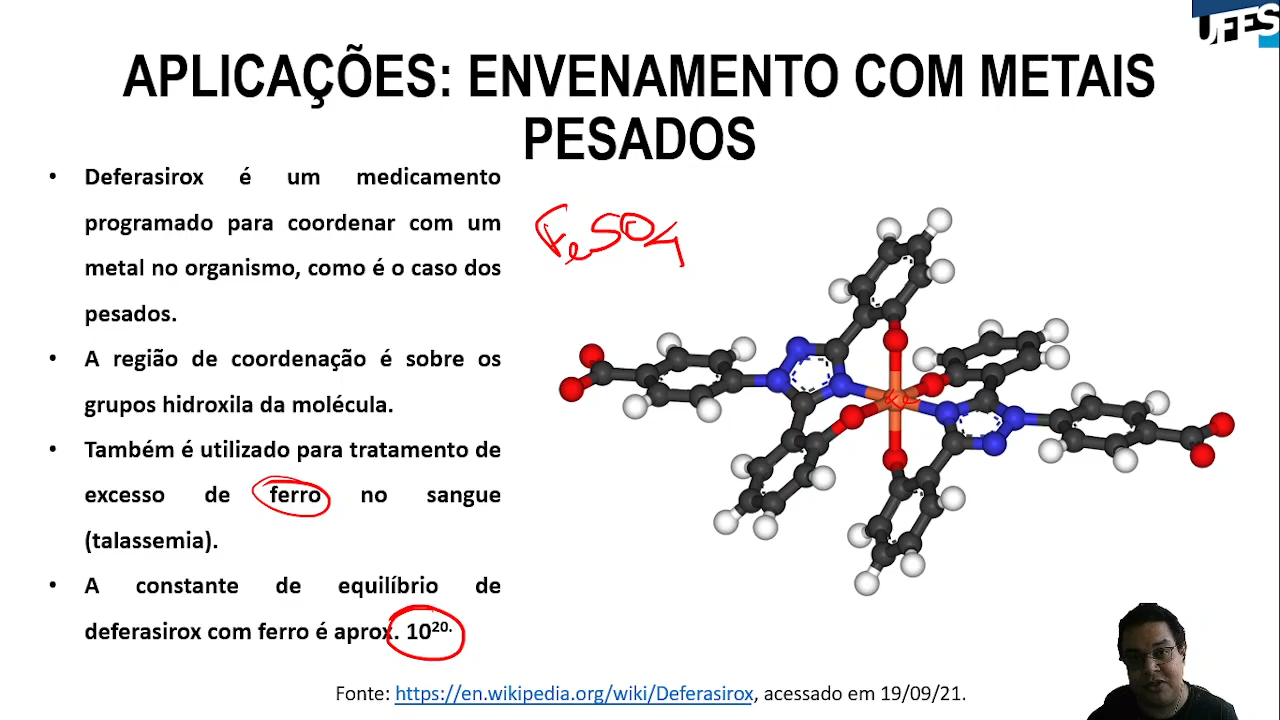 UFES
APLICAÇÕES: ENVENAMENTO COM METAIS
PESADOS
• Deferasirox é um medicamento
programado para coordenar com um
metal no organismo, como é o caso dos
pesados.
• A região de coordenação é sobre os
grupos hidroxila da molécula.
• Também é utilizado para tratamento de
excesso de ferro no sangue
(talassemia).
• A constante de equilíbrio de
deferasirox com ferro é aprox. 10²⁰.
FeSO4
Fonte: https://en.wikipedia.org/wiki/Deferasirox, acessado em 19/09/21.